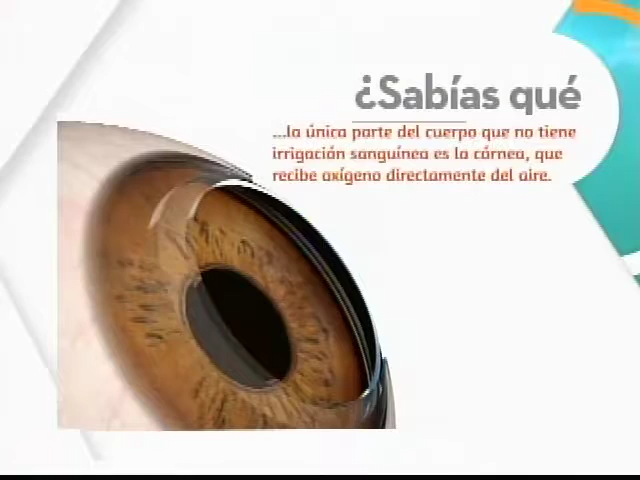 ¿Sabías qué
...la única parte del cuerpo que no tiene
irrigación sanguínea es la córnea, que
recibe oxígeno directamente del aire.